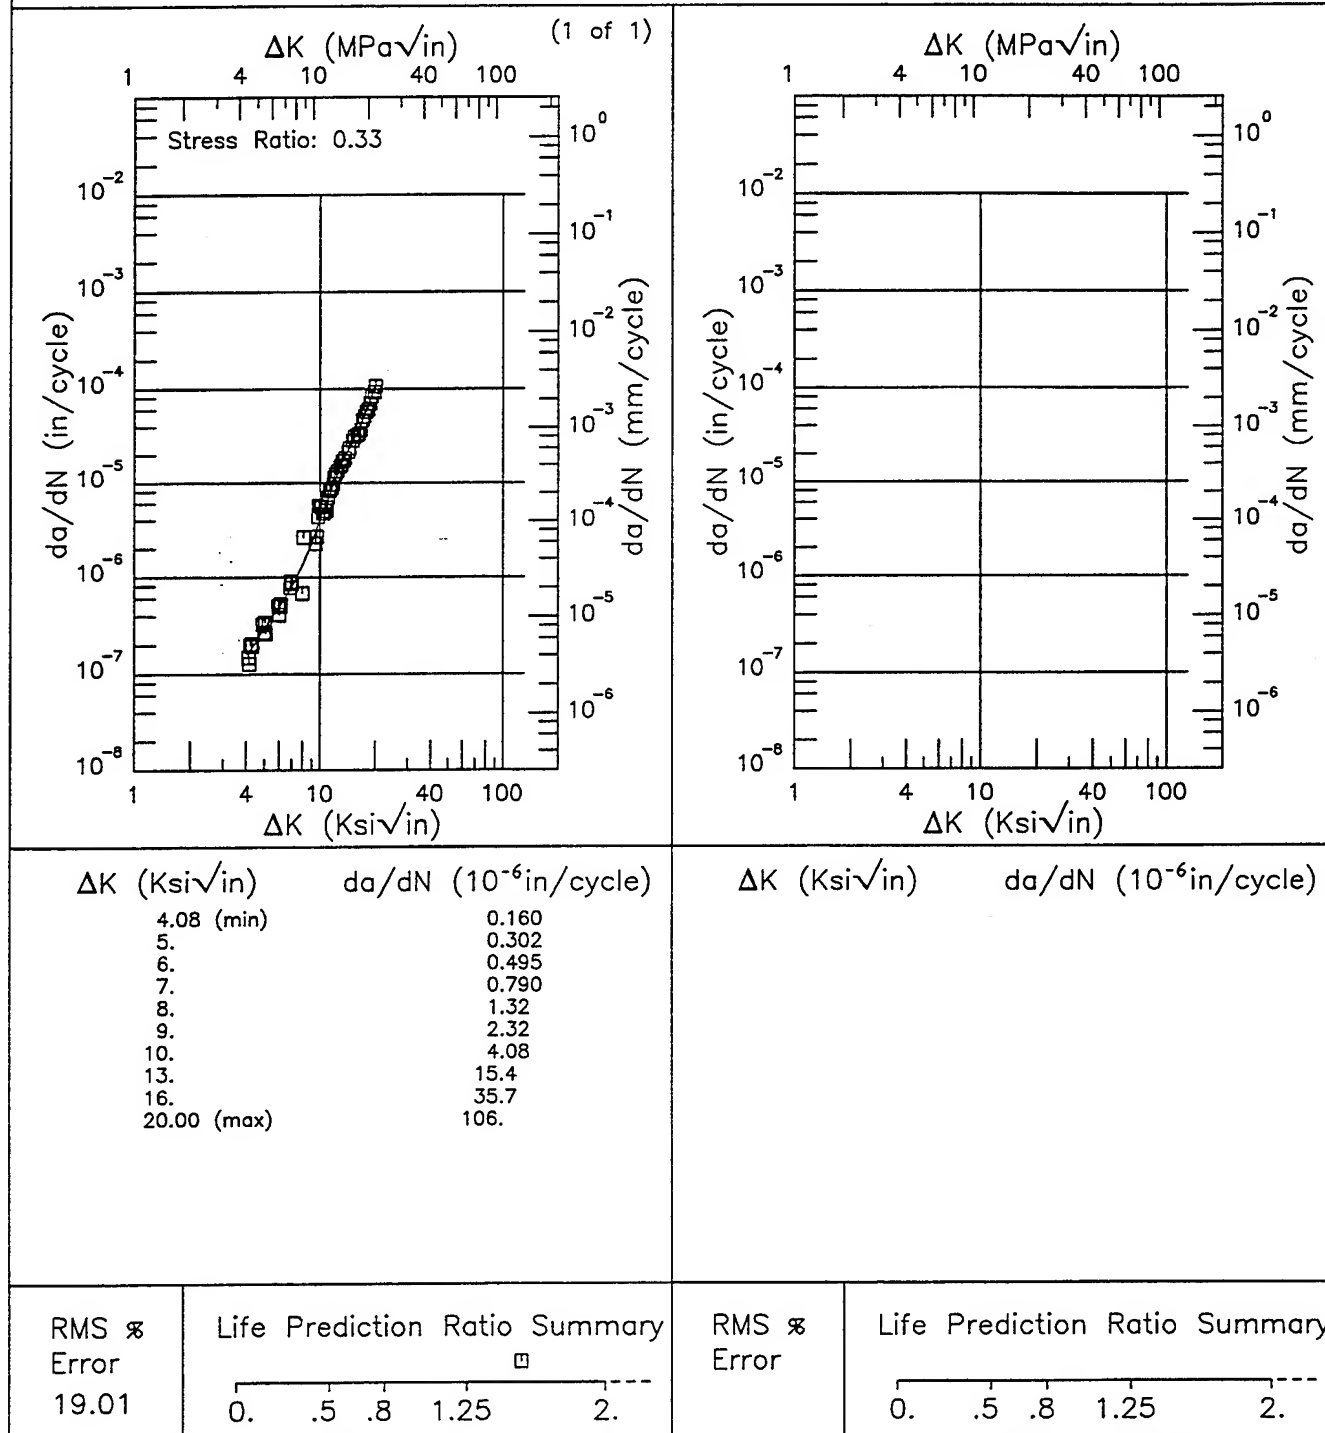 (1 of 1)
ΔK (MPa√in)
1 4 10 40 100
Stress Ratio: 0.33
10⁰
10⁻²
10⁻¹
10⁻³
10⁻²
10⁻⁴
10⁻³
10⁻⁵
10⁻⁴
10⁻⁶
10⁻⁵
10⁻⁷
10⁻⁶
10⁻⁸
da/dN (in/cycle)
da/dN (mm/cycle)
1 4 10 40 100
ΔK (Ksi√in)
ΔK (MPa√in)
1 4 10 40 100
10⁰
10⁻²
10⁻¹
10⁻³
10⁻²
10⁻⁴
10⁻³
10⁻⁵
10⁻⁴
10⁻⁶
10⁻⁵
10⁻⁷
10⁻⁶
10⁻⁸
da/dN (in/cycle)
da/dN (mm/cycle)
1 4 10 40 100
ΔK (Ksi√in)
ΔK (Ksi√in) da/dN (10⁻⁶in/cycle)
4.08 (min) 0.160
5. 0.302
6. 0.495
7. 0.790
8. 1.32
9. 2.32
10. 4.08
13. 15.4
16. 35.7
20.00 (max) 106.
ΔK (Ksi√in) da/dN (10⁻⁶in/cycle)
RMS %
Error
19.01
Life Prediction Ratio Summary
0. .5 .8 1.25 2.
RMS %
Error
Life Prediction Ratio Summary
0. .5 .8 1.25 2.